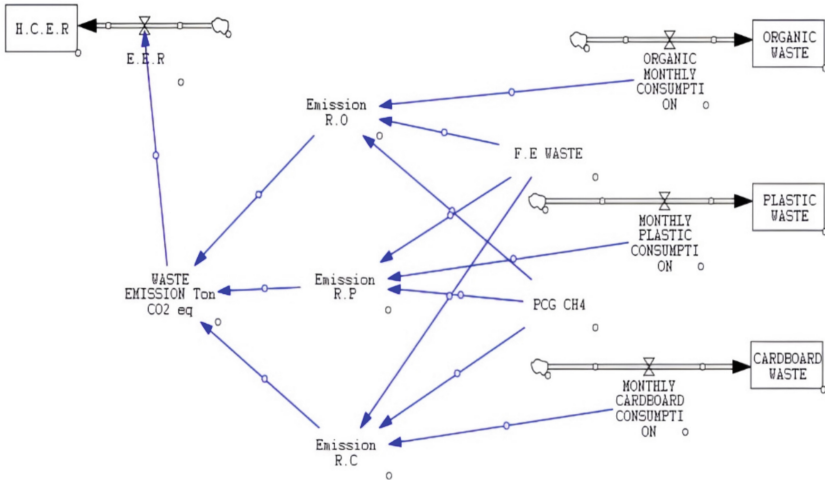 H.C.E.R
E.E.R
ORGANIC
MONTHLY
CONSUMPTI
ON
ORGANIC
WASTE
Emission
R.O
F.E WASTE
MONTHLY
PLASTIC
CONSUMPTI
ON
PLASTIC
WASTE
WASTE
EMISSION Ton
CO2 eq
Emission
R.P
PCG CH4
MONTHLY
CARDBOARD
CONSUMPTI
ON
CARDBOARD
WASTE
Emission
R.C